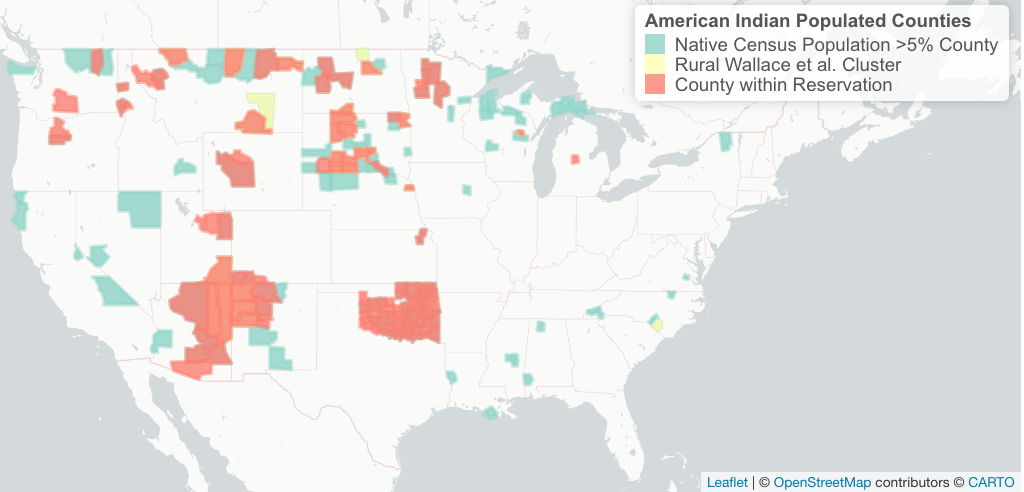 American Indian Populated Counties
Native Census Population >5% County
Rural Wallace et al. Cluster
County within Reservation
Leaflet | © OpenStreetMap contributors © CARTO